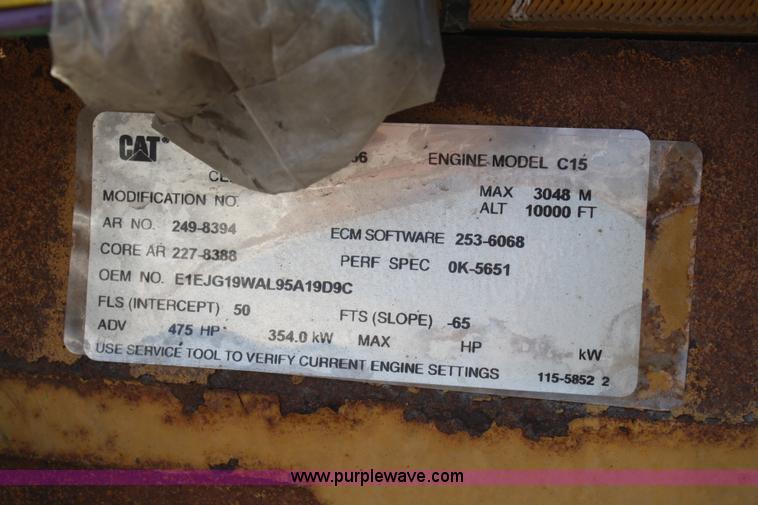 CAT® 6 ENGINE MODEL C15
MODIFICATION NO. MAX 3048 M
ALT 10000 FT
AR NO. 249-8394 ECM SOFTWARE 253-6068
CORE AR 227-8388 PERF SPEC 0K-5651
OEM NO. E1EJG19WAL95A19D9C
FLS (INTERCEPT) 50 FTS (SLOPE) -65
ADV 475 HP 354.0 kW MAX HP kW
USE SERVICE TOOL TO VERIFY CURRENT ENGINE SETTINGS 115-5852 2
www.purplewave.com